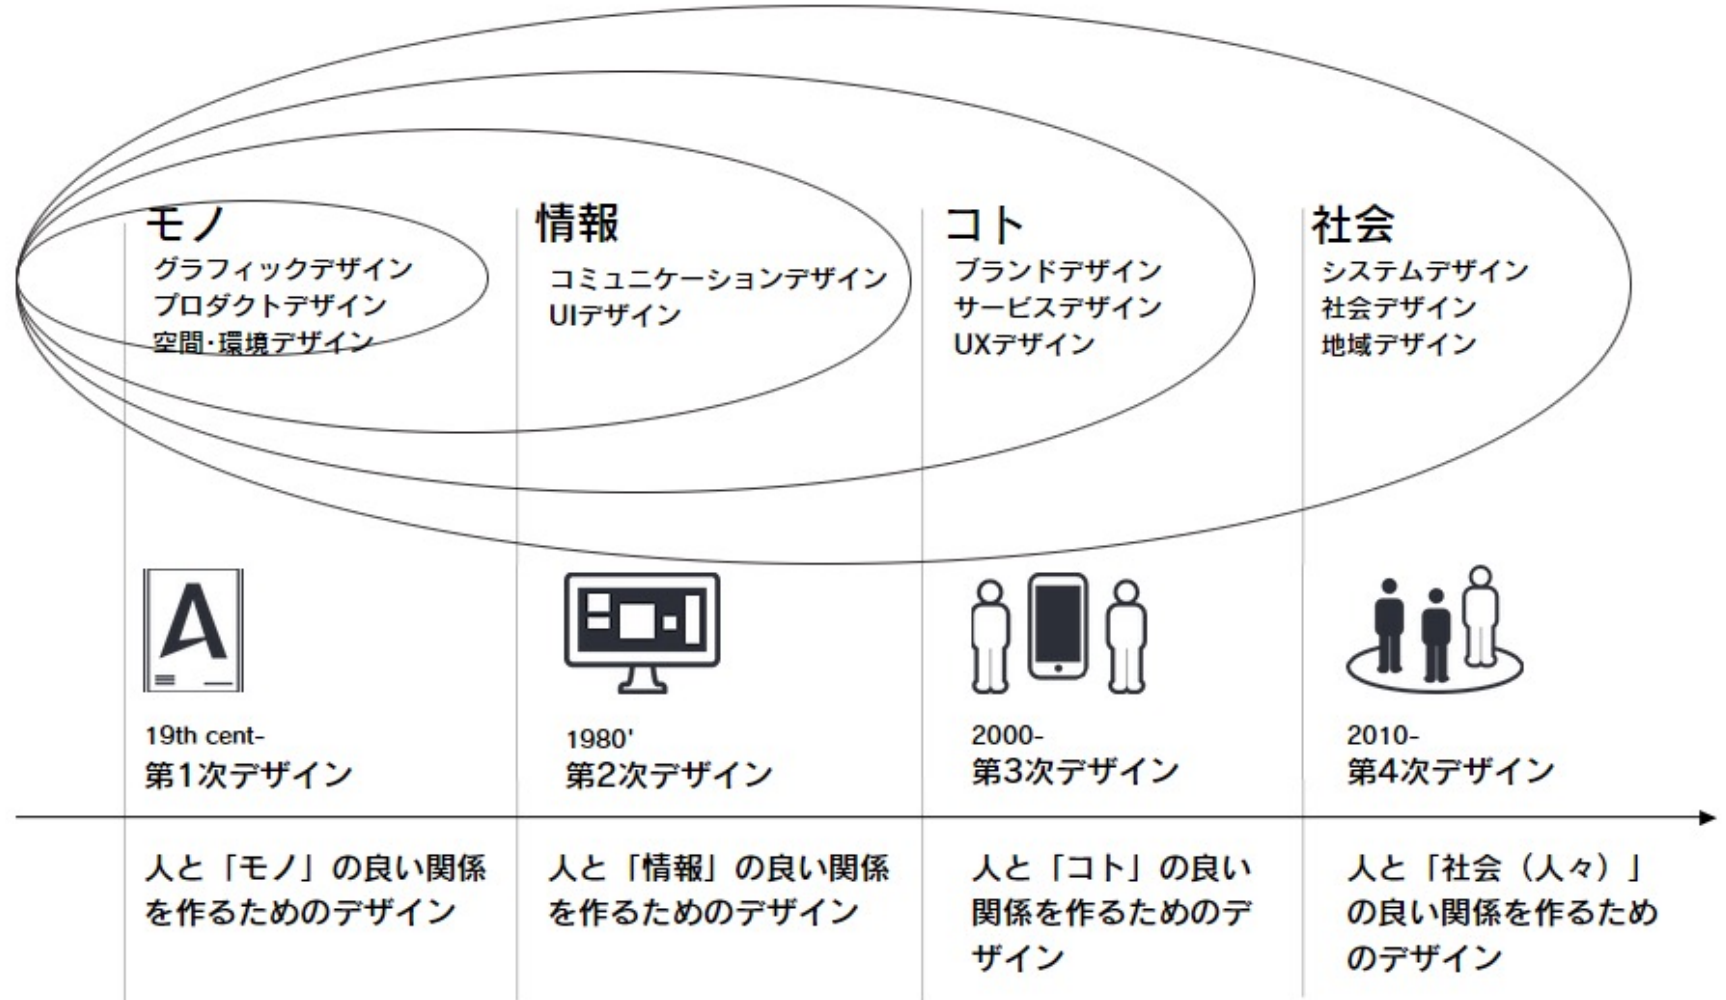 モノ
グラフィックデザイン
プロダクトデザイン
空間・環境デザイン
情報
コミュニケーションデザイン
UIデザイン
コト
ブランドデザイン
サービスデザイン
UXデザイン
社会
システムデザイン
社会デザイン
地域デザイン
A
19th cent-
第1次デザイン
1980'
第2次デザイン
2000-
第3次デザイン
2010-
第4次デザイン
人と「モノ」の良い関係
を作るためのデザイン
人と「情報」の良い関係
を作るためのデザイン
人と「コト」の良い
関係を作るためのデ
ザイン
人と「社会（人々）」
の良い関係を作るため
のデザイン